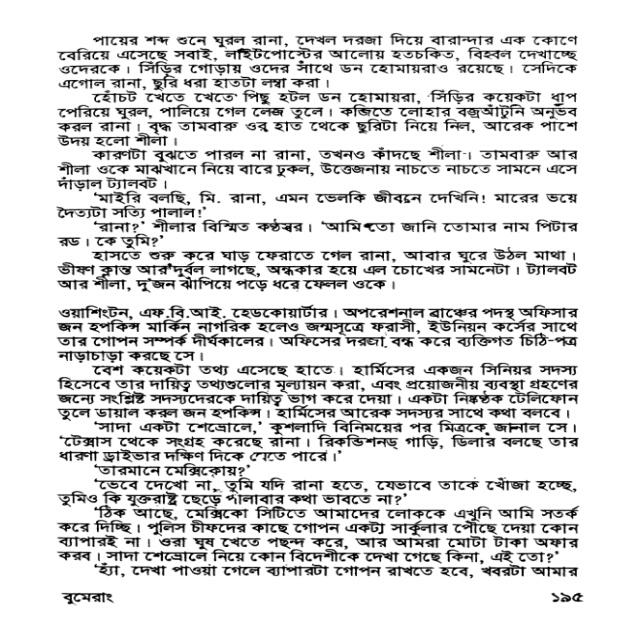 পায়ের শব্দ শুনে ঘুরল রানা, দেখল দরজা দিয়ে বারান্দার এক কোণে
বেরিয়ে এসেছে সবাই, লাইটপোস্টের আলোয় হতচকিত, বিহ্বল দেখাচ্ছে
ওদেরকে। সিঁড়ির গোড়ায় ওদের সাথে ডন হোমায়রাও রয়েছে। সেদিকে
এগোল রানা, ছুরি ধরা হাতটা লম্বা করা।
হোঁচট খেতে খেতে পিছু হটল ডন হোমায়রা, সিঁড়ির কয়েকটা ধাপ
পেরিয়ে ঘুরল, পালিয়ে গেল লেজ তুলে। কব্জিতে লোহার বজ্রআঁটুনি অনুভব
করল রানা। বৃদ্ধ তামবারু ওর হাত থেকে ছুরিটা নিয়ে নিল, আরেক পাশে
উদয় হলো শীলা।
কারণটা বুঝতে পারল না রানা, তখনও কাঁদছে শীলা। তামবারু আর
শীলা ওকে মাঝখানে নিয়ে বারে ঢুকল, উত্তেজনায় নাচতে নাচতে সামনে এসে
দাঁড়াল ট্যালবট।
'মাইরি বলছি, মি. রানা, এমন ভেলকি জীবনে দেখিনি! মারের ভয়ে
দৈত্যটা সত্যি পালাল!'
'রানা?' শীলার বিস্মিত কণ্ঠস্বর। 'আমি তো জানি তোমার নাম পিটার
রড। কে তুমি?'
হাসতে শুরু করে ঘাড় ফেরাতে গেল রানা, আবার ঘুরে উঠল মাথা।
ভীষণ ক্লান্ত আর দুর্বল লাগছে, অন্ধকার হয়ে এল চোখের সামনেটা। ট্যালবট
আর শীলা, দু'জন ঝাঁপিয়ে পড়ে ধরে ফেলল ওকে।
ওয়াশিংটন, এফ.বি.আই. হেডকোয়ার্টার। অপরেশনাল ব্রাঞ্চের পদস্থ অফিসার
জন হপকিন্স মার্কিন নাগরিক হলেও জন্মসূত্রে ফরাসী, ইউনিয়ন কর্সের সাথে
তার গোপন সম্পর্ক দীর্ঘকালের। অফিসের দরজা বন্ধ করে ব্যক্তিগত চিঠি-পত্র
নাড়াচাড়া করছে সে।
বেশ কয়েকটা তথ্য এসেছে হাতে। হার্মিসের একজন সিনিয়র সদস্য
হিসেবে তার দায়িত্ব তথ্যগুলোর মূল্যায়ন করা, এবং প্রয়োজনীয় ব্যবস্থা গ্রহণের
জন্যে সংশ্লিষ্ট সদস্যদেরকে দায়িত্ব ভাগ করে দেয়া। একটা নিষ্কণ্ঠক টেলিফোন
তুলে ডায়াল করল জন হপকিন্স। হার্মিসের আরেক সদস্যর সাথে কথা বলবে।
'সাদা একটা শেভ্রোলে,' কুশলাদি বিনিময়ের পর মিত্রকে জানাল সে।
'টেক্সাস থেকে সংগ্রহ করেছে রানা। রিকন্ডিশনড্ গাড়ি, ডিলার বলছে তার
ধারণা ড্রাইভার দক্ষিণ দিকে যেতে পারে।'
'তারমানে মেক্সিকোয়?'
'ভেবে দেখো না, তুমি যদি রানা হতে, যেভাবে তাকে খোঁজা হচ্ছে,
তুমিও কি যুক্তরাষ্ট্র ছেড়ে পালাবার কথা ভাবতে না?'
'ঠিক আছে, মেক্সিকো সিটিতে আমাদের লোককে এখুনি আমি সতর্ক
করে দিচ্ছি। পুলিস চীফদের কাছে গোপন একটা সার্কুলার পৌঁছে দেয়া কোন
ব্যাপারই না। ওরা ঘুষ খেতে পছন্দ করে, আর আমরা মোটা টাকা অফার
করব। সাদা শেভ্রোলে নিয়ে কোন বিদেশীকে দেখা গেছে কিনা, এই তো?'
'হ্যাঁ, দেখা পাওয়া গেলে ব্যাপারটা গোপন রাখতে হবে, খবরটা আমার
বুমেরাং ১৯৫